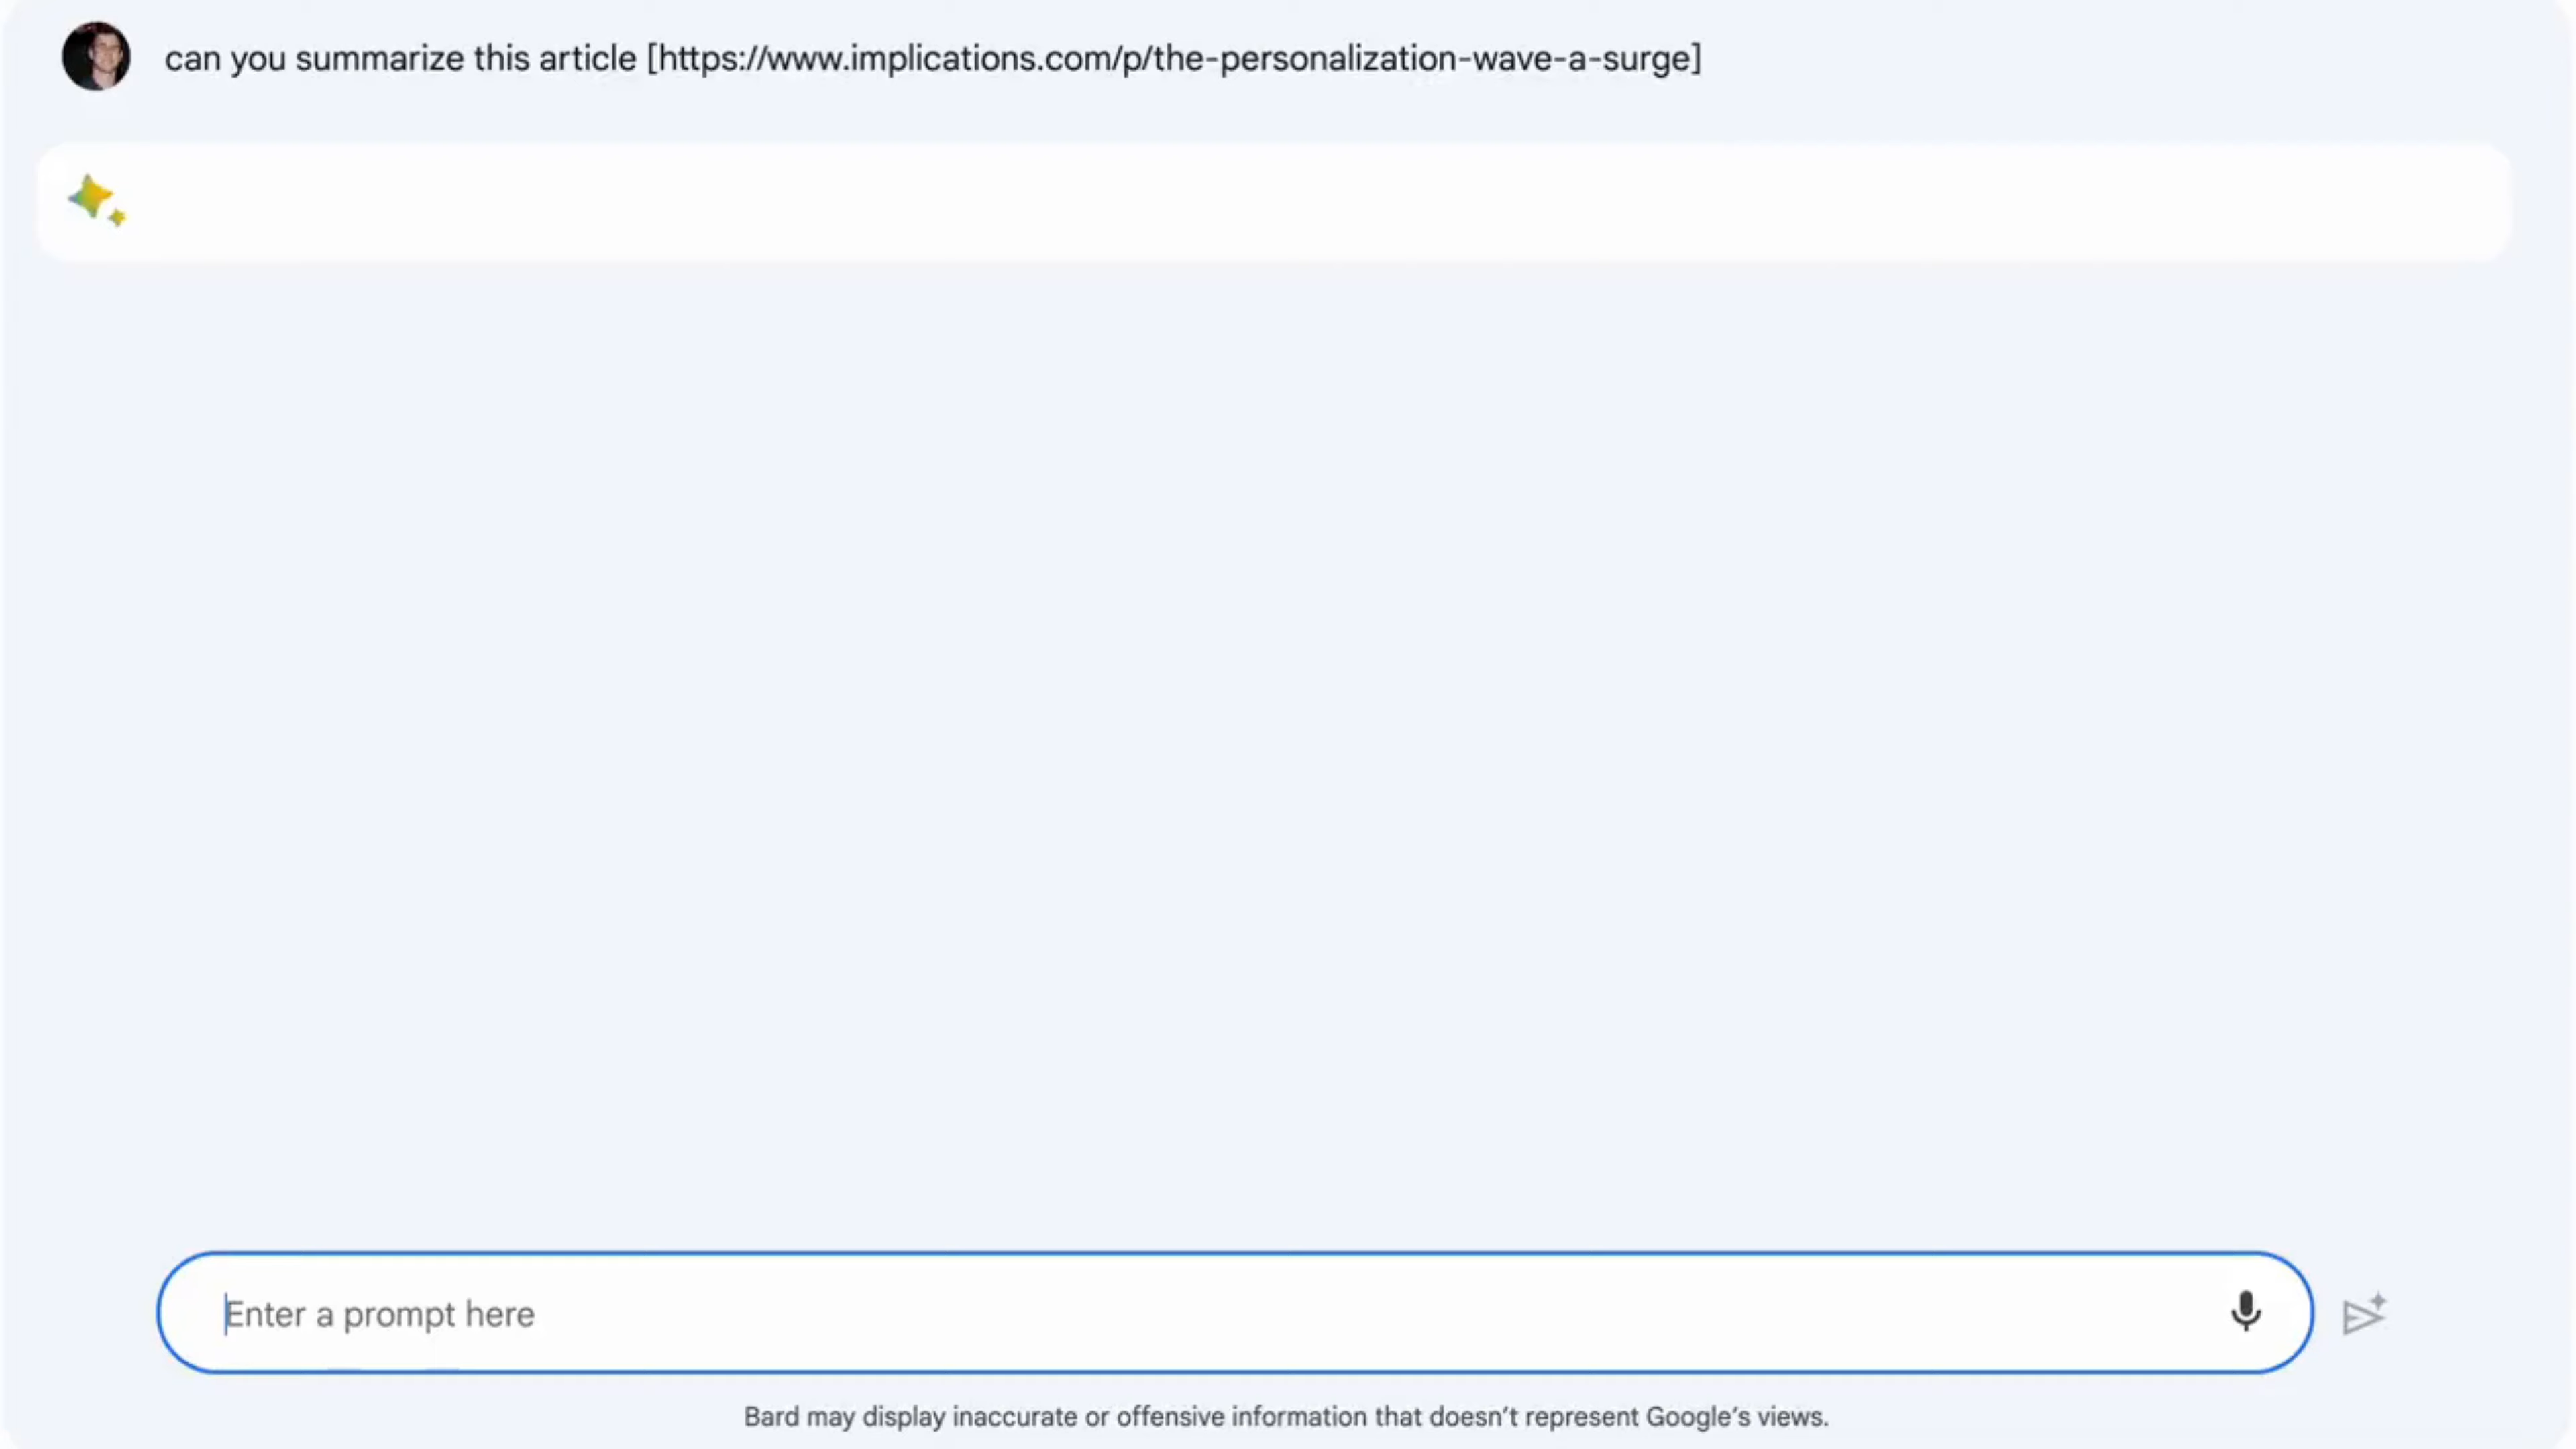 can you summarize this article [https://www.implications.com/p/the-personalization-wave-a-surge]
Enter a prompt here
Bard may display inaccurate or offensive information that doesn’t represent Google’s views.